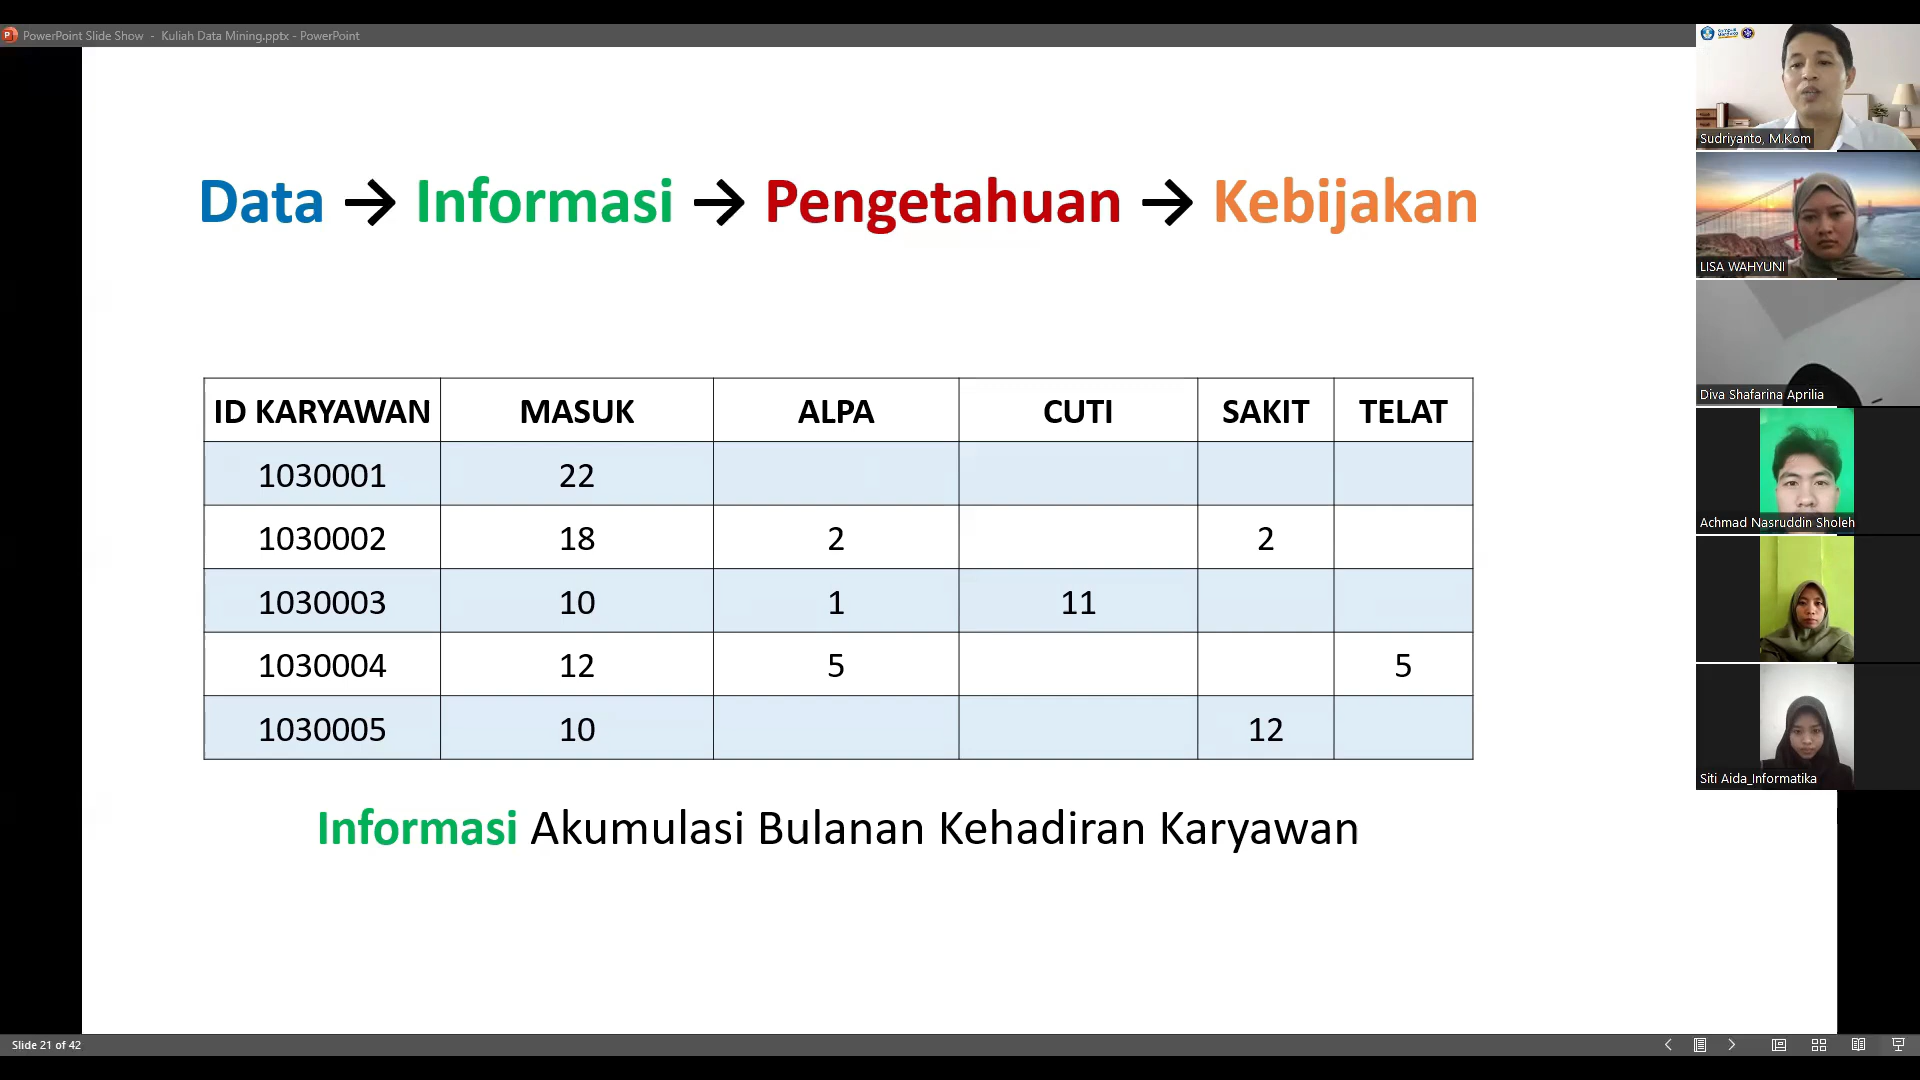 PowerPoint Slide Show - Kuliah Data Mining.pptx - PowerPoint
Data → Informasi → Pengetahuan → Kebijakan
ID KARYAWAN MASUK ALPA CUTI SAKIT TELAT
1030001 22
1030002 18 2 2
1030003 10 1 11
1030004 12 5 5
1030005 10 12
Informasi Akumulasi Bulanan Kehadiran Karyawan
Sudriyanto, M.Kom
LISA WAHYUNI
Diva Shafarina Aprilia
Achmad Nasruddin Sholeh
Siti Aida_Informatika
Slide 21 of 42